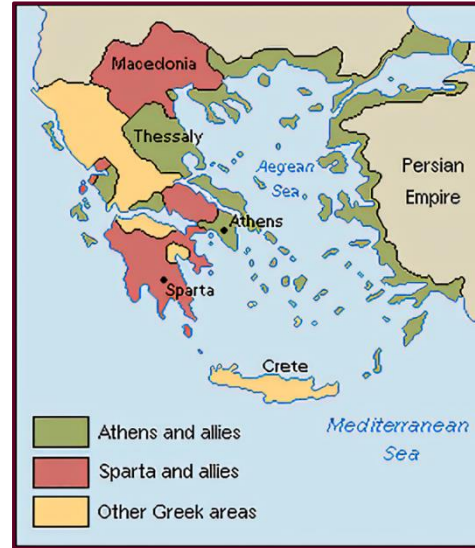 Macedonia
Thessaly
Aegean
Sea
Persian
Empire
Athens
Sparta
Crete
Mediterranean
Sea
Athens and allies
Sparta and allies
Other Greek areas